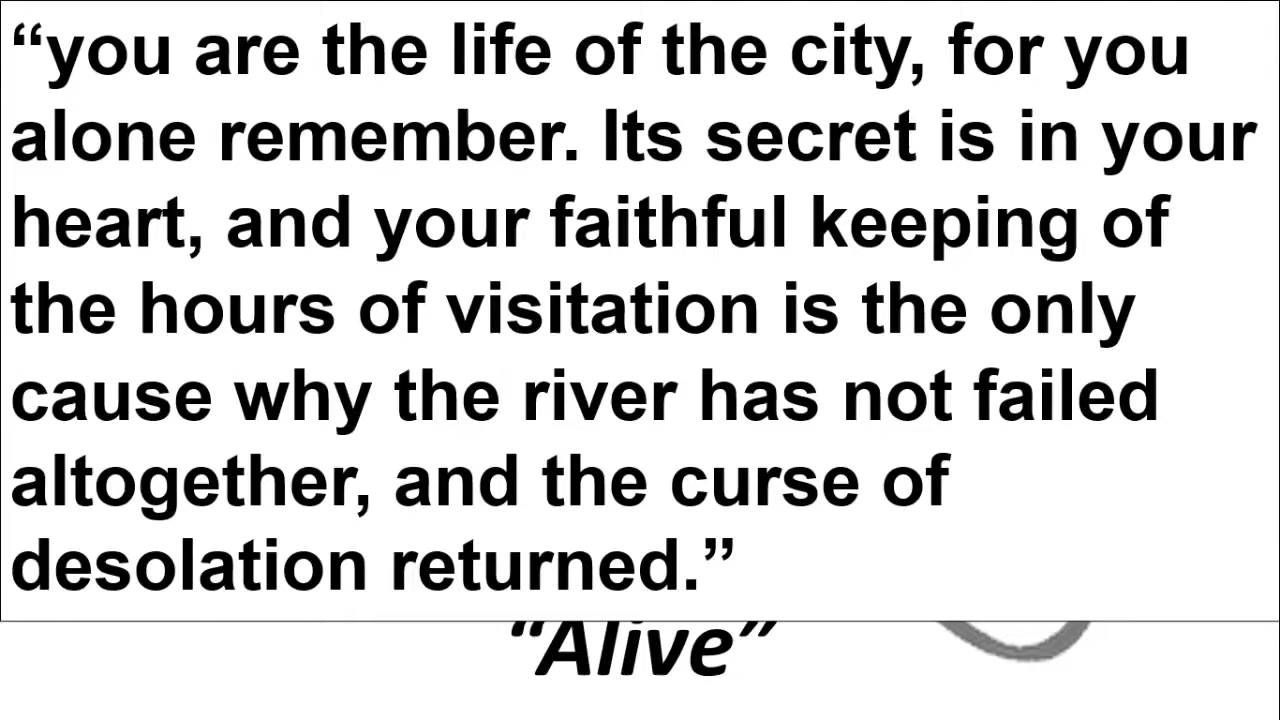 “you are the life of the city, for you
alone remember. Its secret is in your
heart, and your faithful keeping of
the hours of visitation is the only
cause why the river has not failed
altogether, and the curse of
desolation returned.”
“Alive”